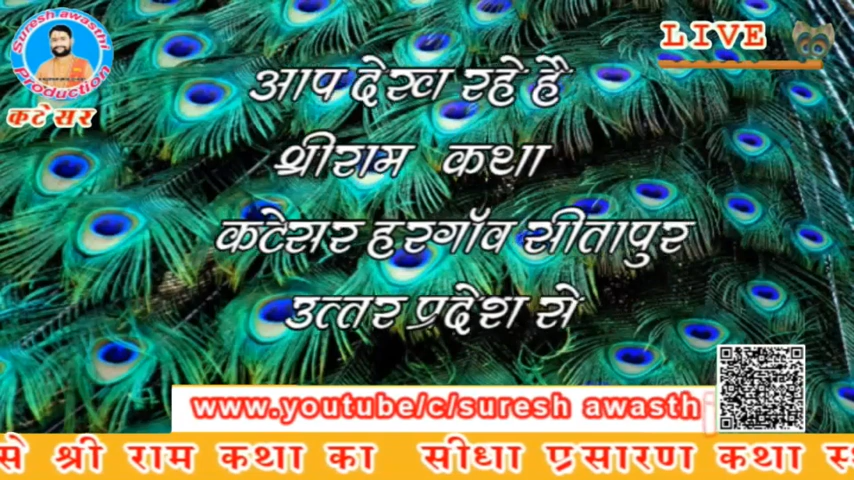 Suresh awasthi
Production
कटेसर
LIVE
आप देख रहे है
श्रीराम कथा
कटेसर हरगॉव सीतापुर
उत्तर प्रदेश से
www.youtube/c/suresh awasth
से श्री राम कथा का सीधा प्रसारण कथा